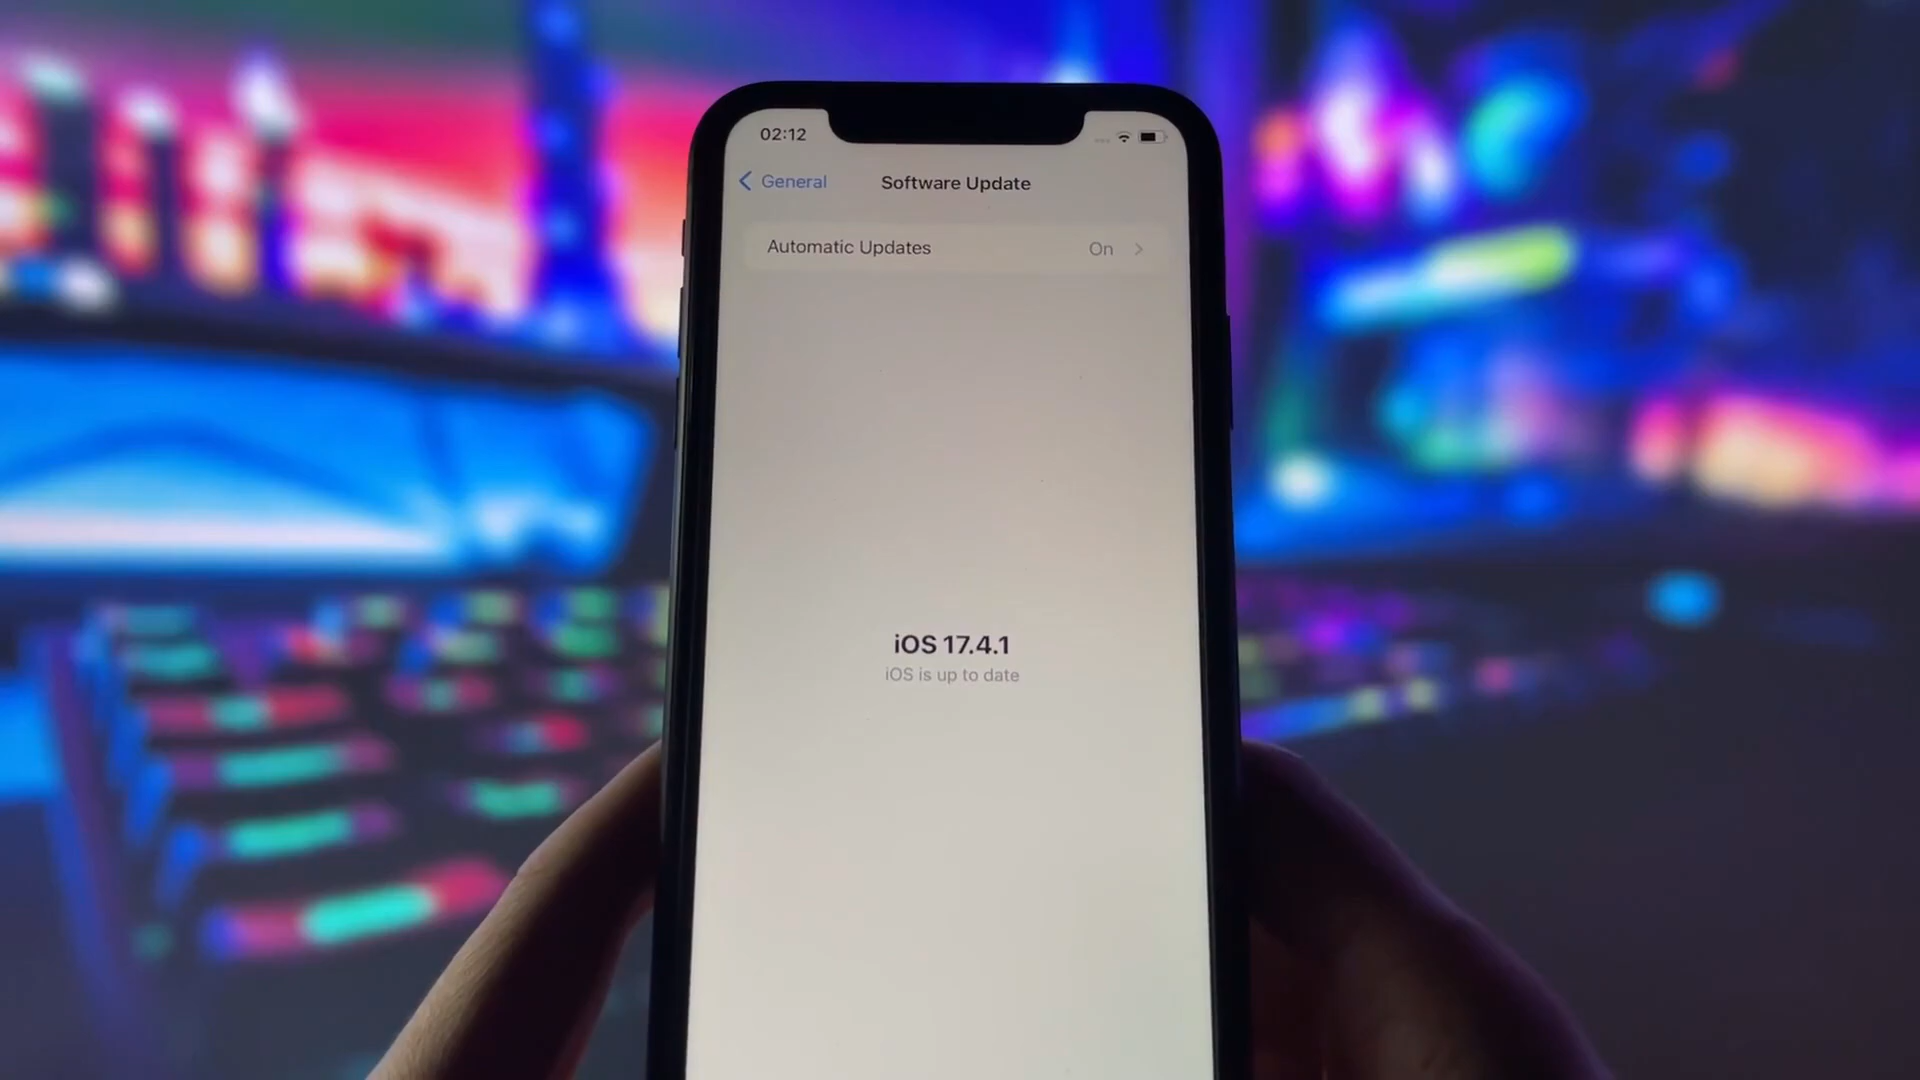 02:12
General
Software Update
Automatic Updates
On
iOS 17.4.1
iOS is up to date